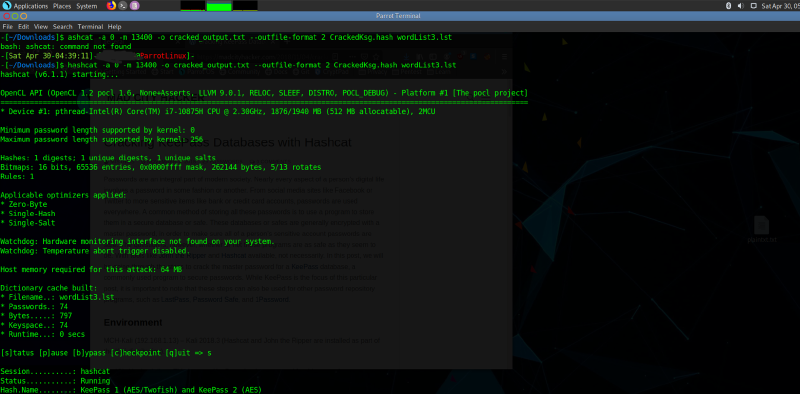 Applications Places System Sat Apr 30, 05
Parrot Terminal
File Edit View Search Terminal Help
-[~/Downloads]$ ashcat -a 0 -m 13400 -o cracked_output.txt --outfile-format 2 CrackedKsg.hash wordList3.lst
bash: ashcat: command not found
-[Sat Apr 30-04:39:11]- @ParrotLinux]-
-[~/Downloads]$ hashcat -a 0 -m 13400 -o cracked_output.txt --outfile-format 2 CrackedKsg.hash wordList3.lst
hashcat (v6.1.1) starting...
OpenCL API (OpenCL 1.2 pocl 1.6, None+Asserts, LLVM 9.0.1, RELOC, SLEEF, DISTRO, POCL_DEBUG) - Platform #1 [The pocl project]
* Device #1: pthread-Intel(R) Core(TM) i7-10875H CPU @ 2.30GHz, 1876/1940 MB (512 MB allocatable), 2MCU
Minimum password length supported by kernel: 0
Maximum password length supported by kernel: 256
Databases with Hashcat
Hashes: 1 digests; 1 unique digests, 1 unique salts
Bitmaps: 16 bits, 65536 entries, 0x0000ffff mask, 262144 bytes, 5/13 rotates
Rules: 1
Applicable optimizers applied:
* Zero-Byte
* Single-Hash
* Single-Salt
Watchdog: Hardware monitoring interface not found on your system.
Watchdog: Temperature abort trigger disabled.
Host memory required for this attack: 64 MB
Dictionary cache built:
* Filename..: wordList3.lst
* Passwords.: 74
* Bytes.....: 797
* Keyspace..: 74
* Runtime...: 0 secs
Environment
[s]tatus [p]ause [b]ypass [c]heckpoint [q]uit => s
Session..........: hashcat
Status...........: Running
Hash.Name........: KeePass 1 (AES/Twofish) and KeePass 2 (AES)